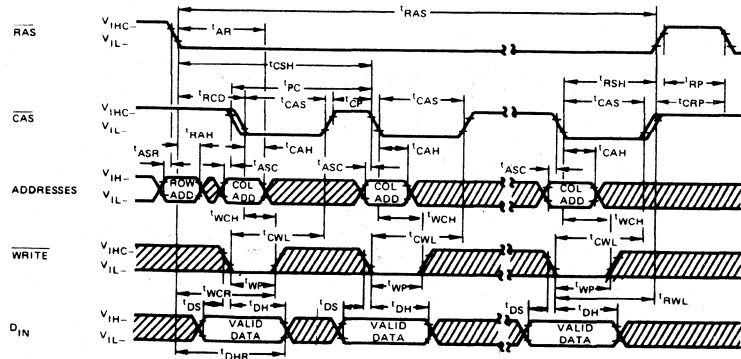 tRAS
RAS VIHC–
VIL–
tAR
tCSH
tPC
tRCD tCAS tCP tCAS
tRSH tRP
tCAS tCRP
CAS VIHC–
VIL–
tRAH
tASR tASC tCAH tASC tCAH tASC tCAH
ADDRESSES VIH–
VIL–
ROW ADD
COL ADD
COL ADD
COL ADD
tWCH tWCH tWCH
tCWL tCWL tCWL
WRITE VIHC–
VIL–
tWP tWP tWP
tWCR tRWL
tDS tDH tDS tDH tDS tDH
DIN VIH–
VIL–
VALID DATA
VALID DATA
VALID DATA
tDHR